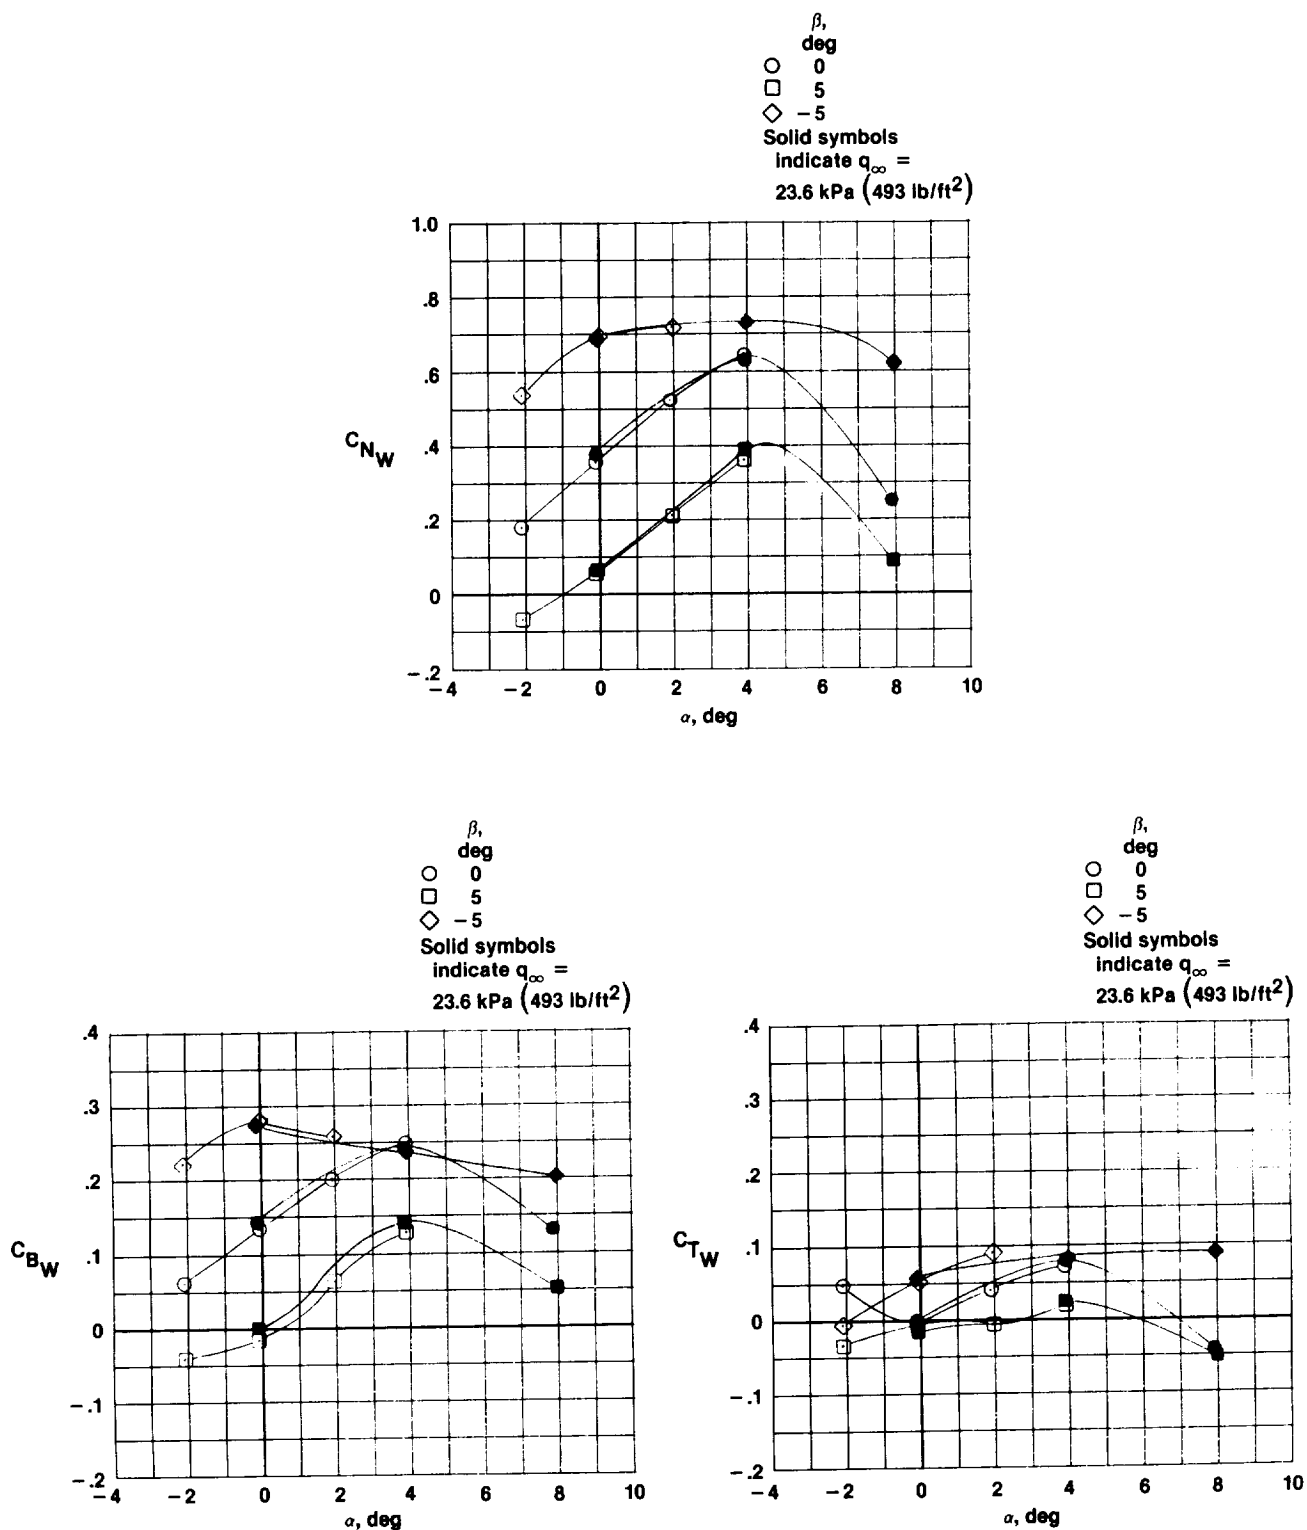 β,
deg
0
5
−5
Solid symbols
indicate q∞ =
23.6 kPa (493 lb/ft²)
1.0
.8
.6
.4
.2
0
−.2
C_N_W
−4 −2 0 2 4 6 8 10
α, deg
β,
deg
0
5
−5
Solid symbols
indicate q∞ =
23.6 kPa (493 lb/ft²)
.4
.3
.2
.1
0
−.1
−.2
C_B_W
−4 −2 0 2 4 6 8 10
α, deg
β,
deg
0
5
−5
Solid symbols
indicate q∞ =
23.6 kPa (493 lb/ft²)
.4
.3
.2
.1
0
−.1
−.2
C_T_W
−4 −2 0 2 4 6 8 10
α, deg